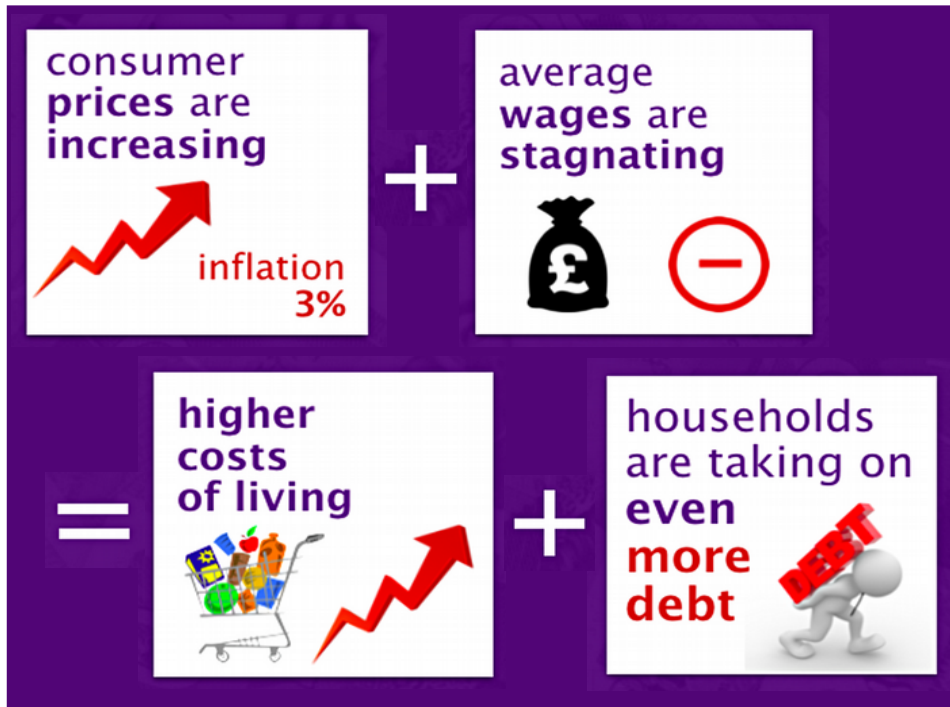 consumer
prices are
increasing
inflation
3%
+
average
wages are
stagnating
£
=
higher
costs
of living
+
households
are taking on
even
more
debt
DEBT